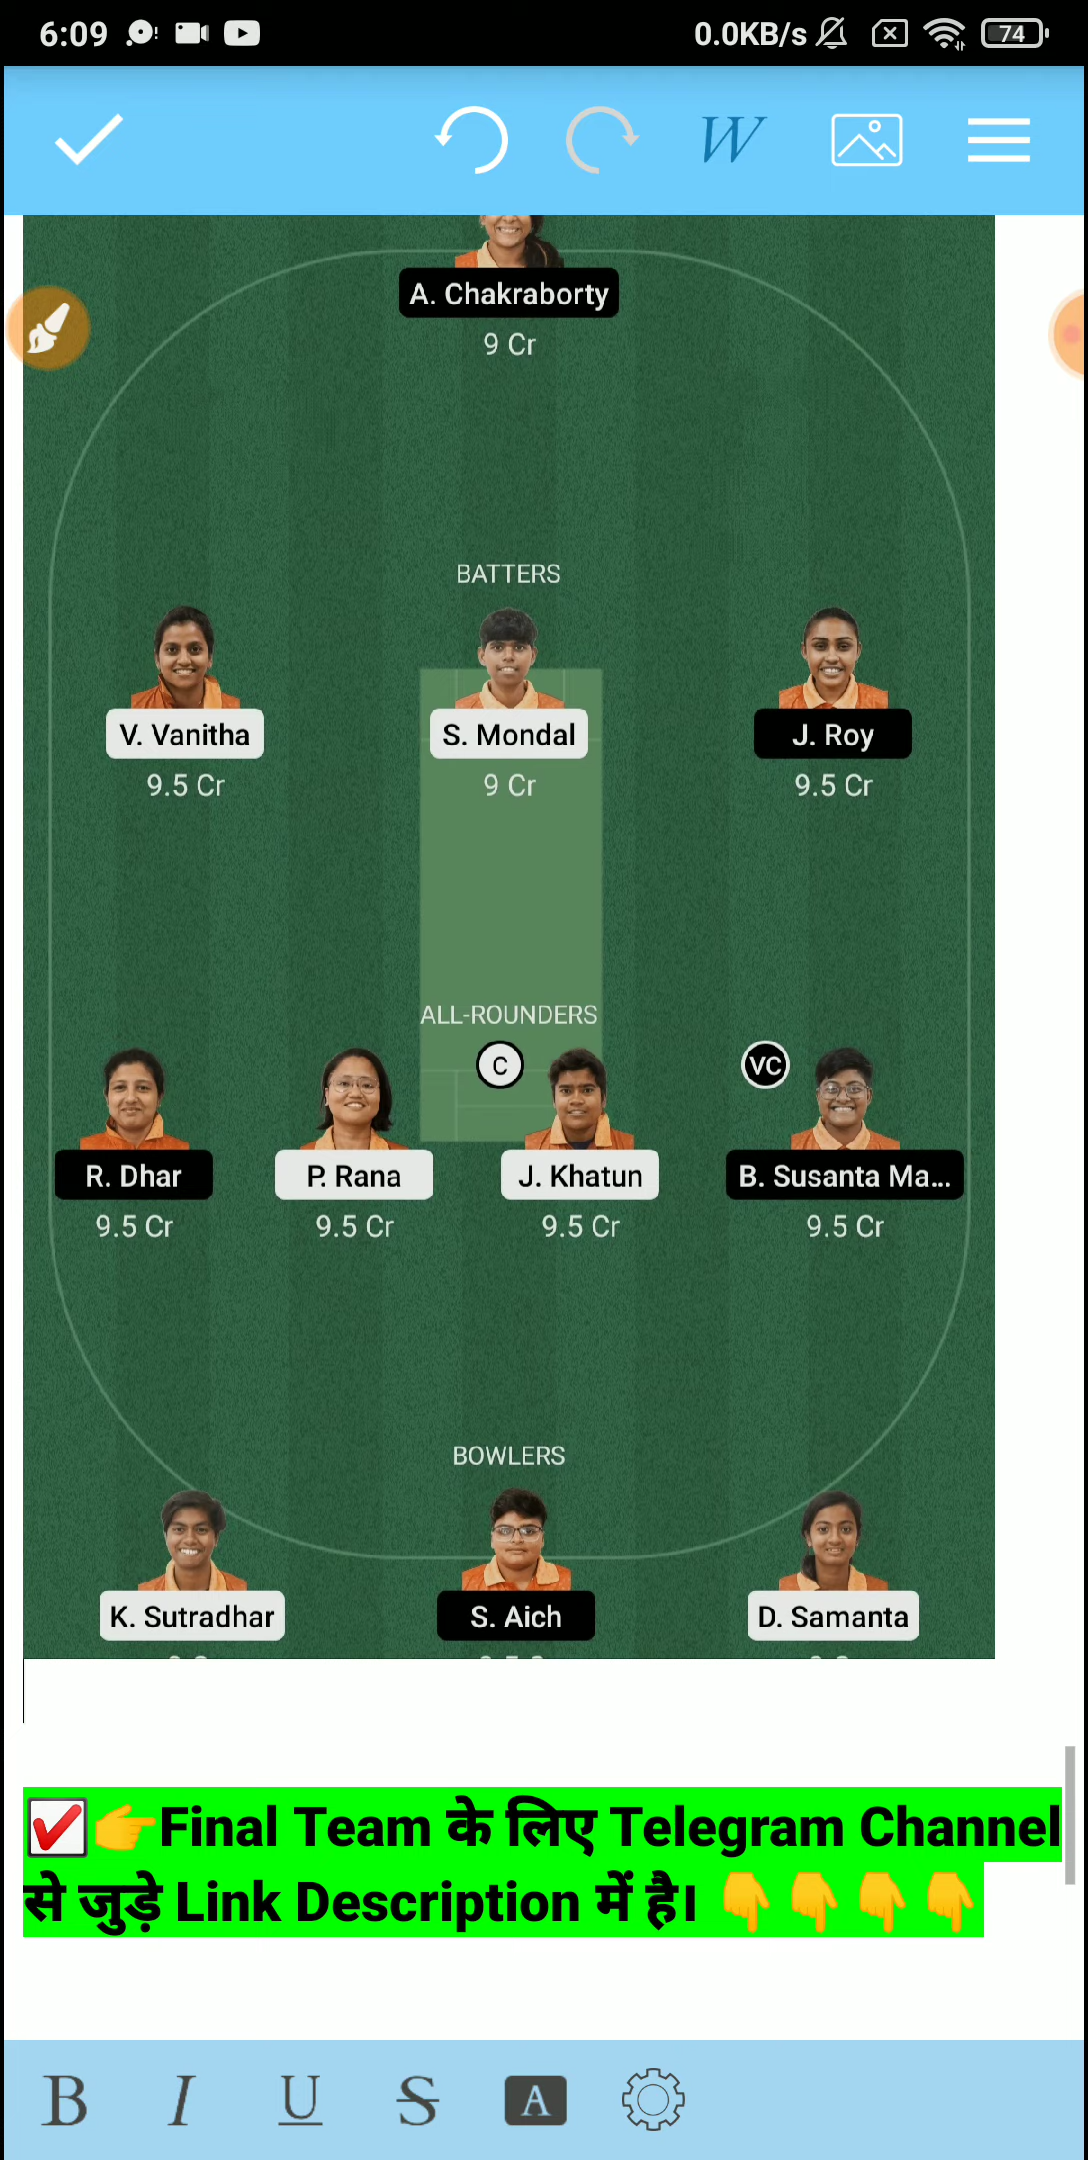 6:09
0.0KB/s
74
W
A. Chakraborty
9 Cr
BATTERS
V. Vanitha
S. Mondal
J. Roy
9.5 Cr
9 Cr
9.5 Cr
ALL-ROUNDERS
C
VC
R. Dhar
P. Rana
J. Khatun
B. Susanta Ma...
9.5 Cr
9.5 Cr
9.5 Cr
9.5 Cr
BOWLERS
K. Sutradhar
S. Aich
D. Samanta
Final Team के लिए Telegram Channel
से जुड़े Link Description में है।
B I U S A